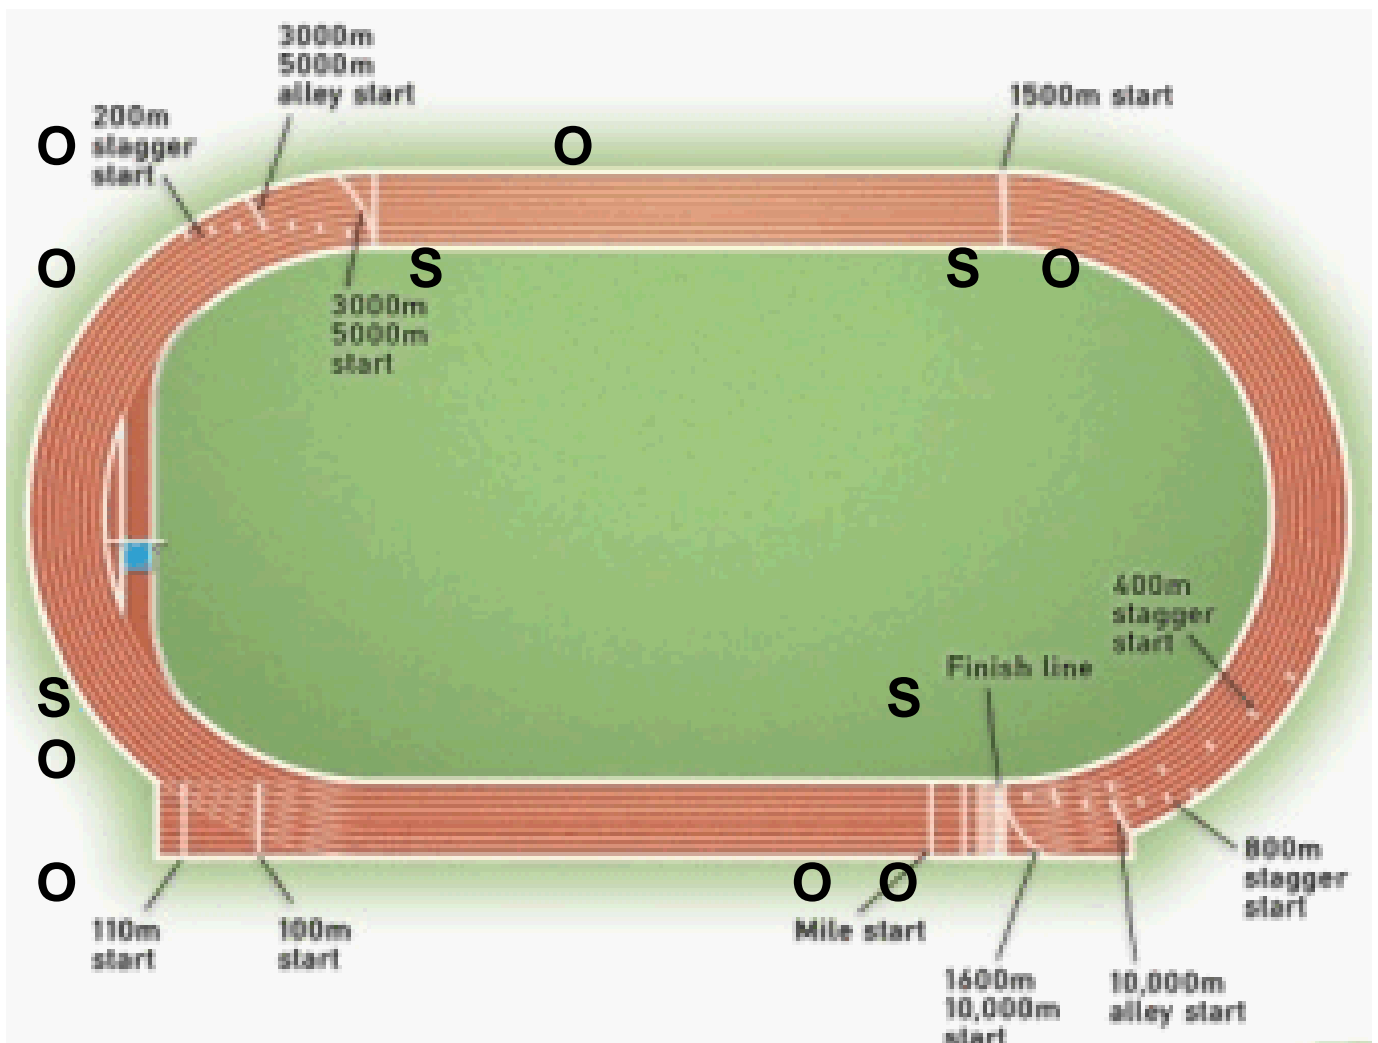 3000m
5000m
alley start
1500m start
200m
stagger
start
O
O
O
S
S
O
3000m
5000m
start
400m
stagger
start
Finish line
S
S
O
800m
stagger
start
O
O
O
110m
start
100m
start
Mile start
1600m
10,000m
start
10,000m
alley start